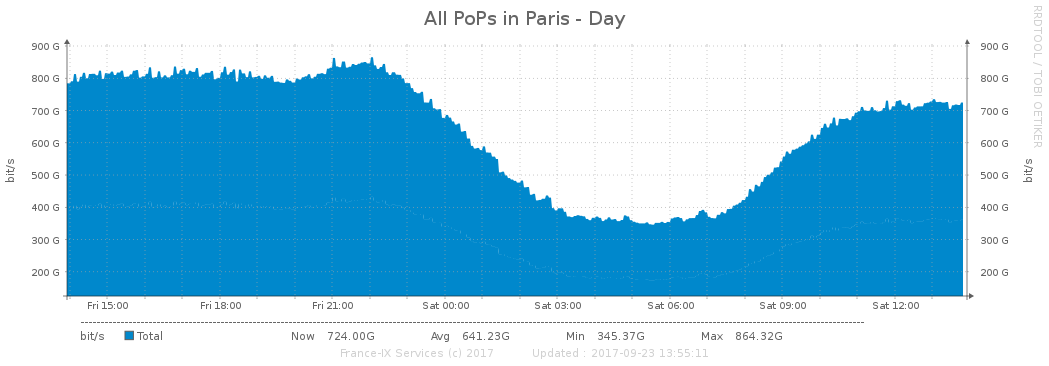 All PoPs in Paris - Day
RRDTOOL / TOBI OETIKER
bit/s
900 G
800 G
700 G
600 G
500 G
400 G
300 G
200 G
900 G
800 G
700 G
600 G
500 G
400 G
300 G
200 G
bit/s
Fri 15:00 Fri 18:00 Fri 21:00 Sat 00:00 Sat 03:00 Sat 06:00 Sat 09:00 Sat 12:00
bit/s Total Now 724.00G Avg 641.23G Min 345.37G Max 864.32G
France-IX Services (c) 2017 Updated : 2017-09-23 13:55:11